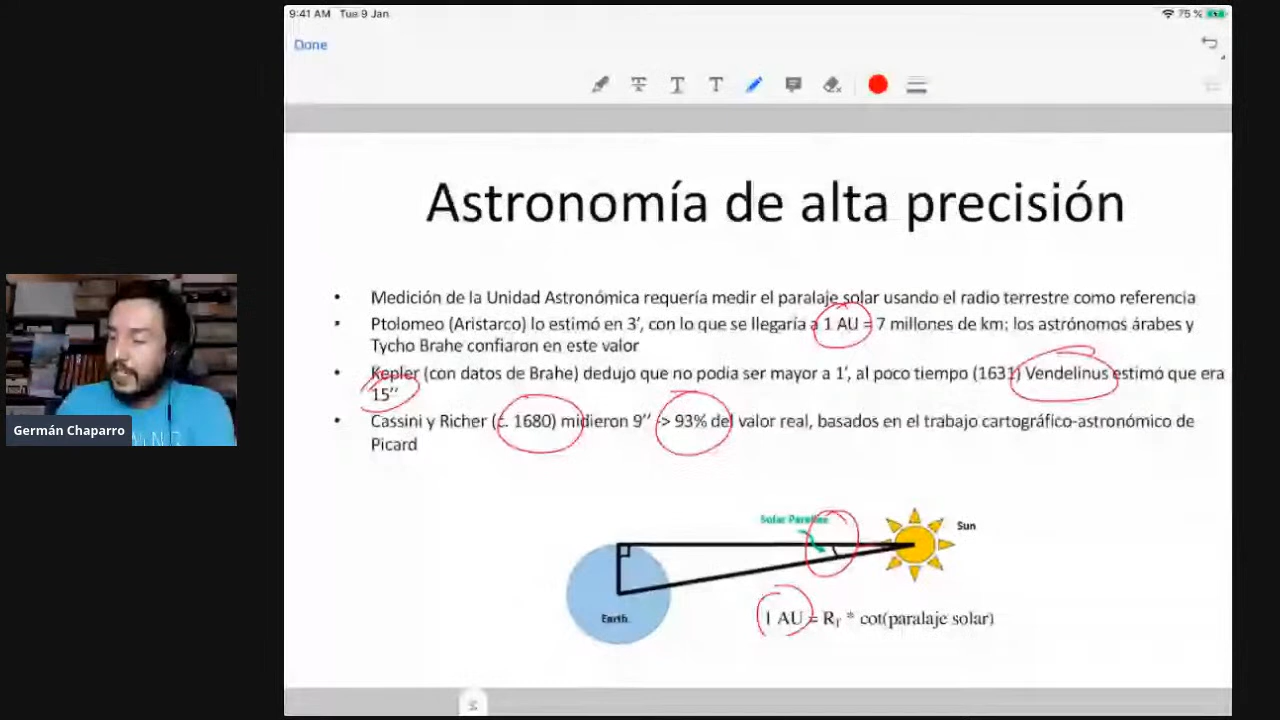 9:41 AM Tue 9 Jan
75 %
Done
Astronomía de alta precisión
• Medición de la Unidad Astronómica requería medir el paralaje solar usando el radio terrestre como referencia
• Ptolomeo (Aristarco) lo estimó en 3’, con lo que se llegaría a 1 AU = 7 millones de km; los astrónomos árabes y
Tycho Brahe confiaron en este valor
• Kepler (con datos de Brahe) dedujo que no podia ser mayor a 1’, al poco tiempo (1631) Vendelinus estimó que era
15’’
• Cassini y Richer (c. 1680) midieron 9’’ -> 93% del valor real, basados en el trabajo cartográfico-astronómico de
Picard
Solar Parallax
Sun
Earth
1 AU = R_T * cot(paralaje solar)
Germán Chaparro